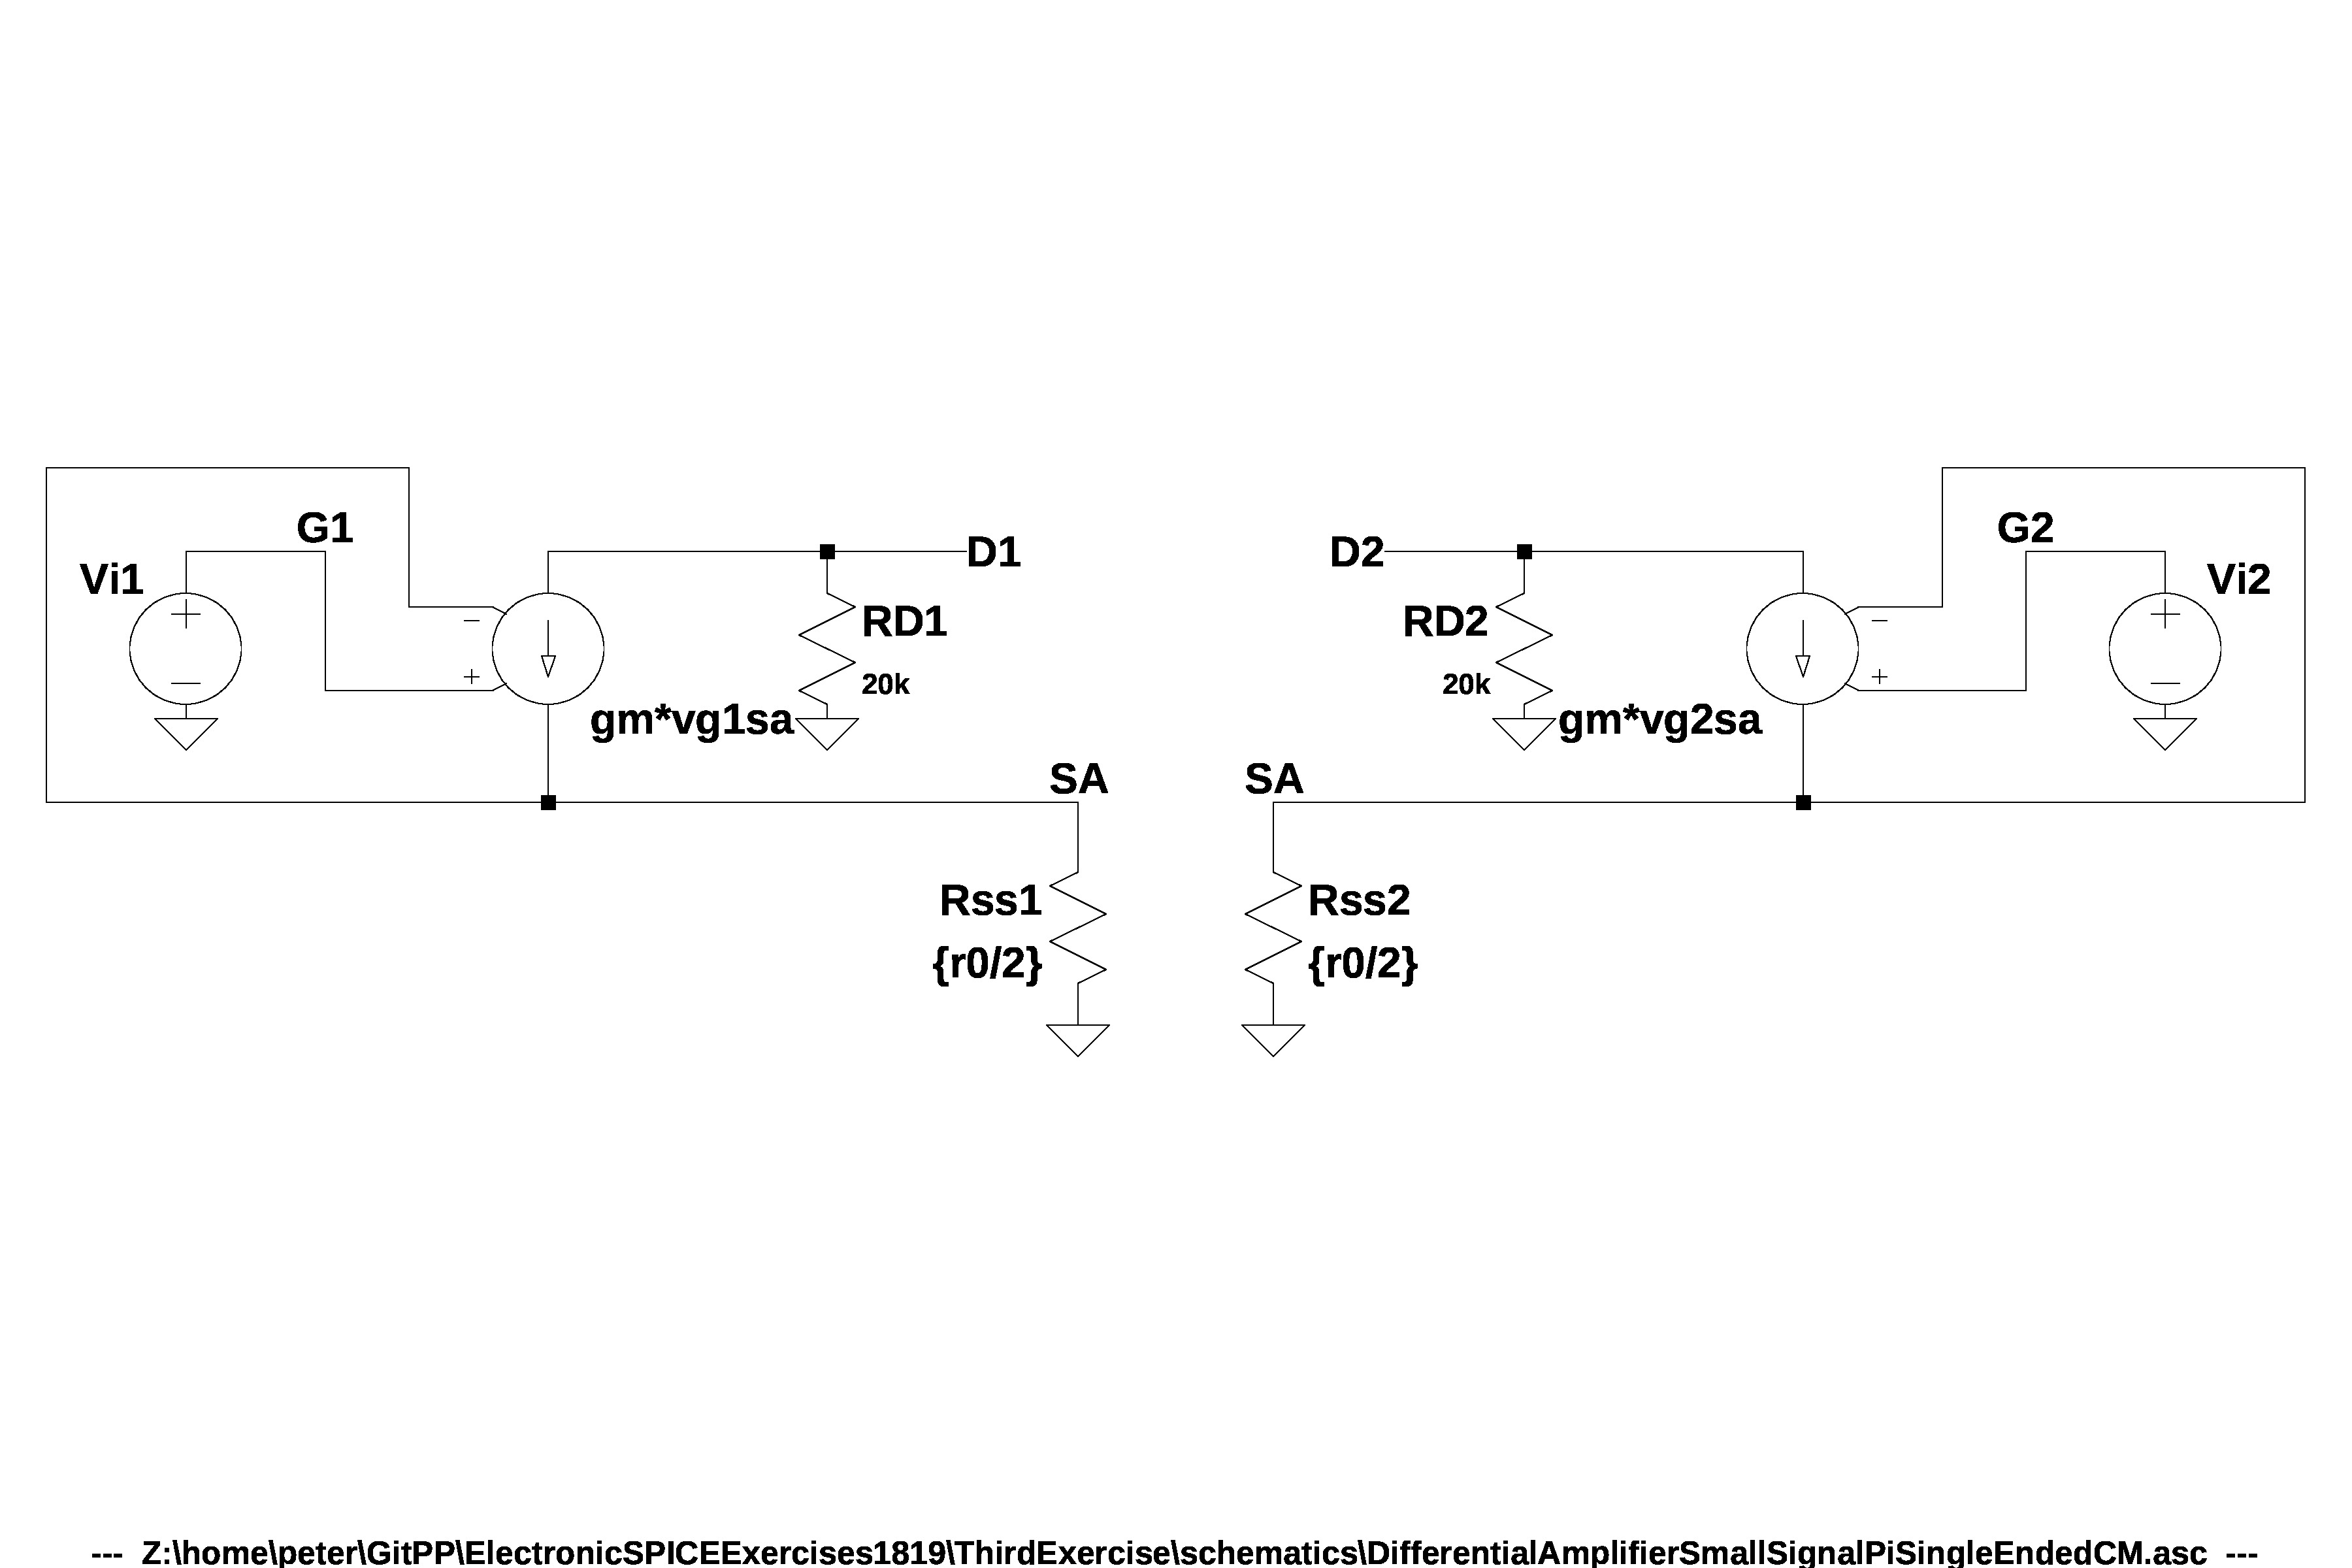 G1
Vi1
D1
D2
G2
Vi2
RD1
20k
RD2
20k
gm*vg1sa
gm*vg2sa
SA
SA
Rss1
{r0/2}
Rss2
{r0/2}
--- Z:\home\peter\GitPP\ElectronicSPICEExercises1819\ThirdExercise\schematics\DifferentialAmplifierSmallSignalPiSingleEndedCM.asc ---